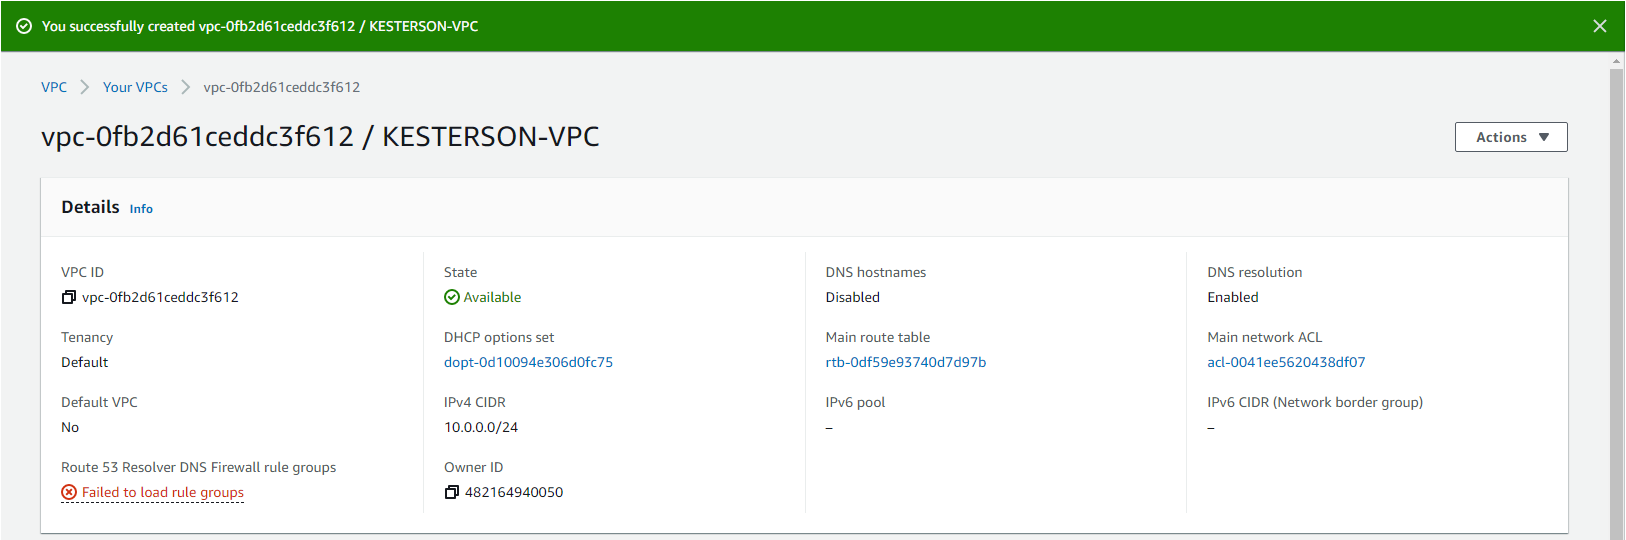 You successfully created vpc-0fb2d61ceddc3f612 / KESTERSON-VPC
VPC > Your VPCs > vpc-0fb2d61ceddc3f612
vpc-0fb2d61ceddc3f612 / KESTERSON-VPC
Actions
Details Info
VPC ID
vpc-0fb2d61ceddc3f612
State
Available
DNS hostnames
Disabled
DNS resolution
Enabled
Tenancy
Default
DHCP options set
dopt-0d10094e306d0fc75
Main route table
rtb-0df59e93740d7d97b
Main network ACL
acl-0041ee5620438df07
Default VPC
No
IPv4 CIDR
10.0.0.0/24
IPv6 pool
–
IPv6 CIDR (Network border group)
–
Route 53 Resolver DNS Firewall rule groups
Failed to load rule groups
Owner ID
482164940050